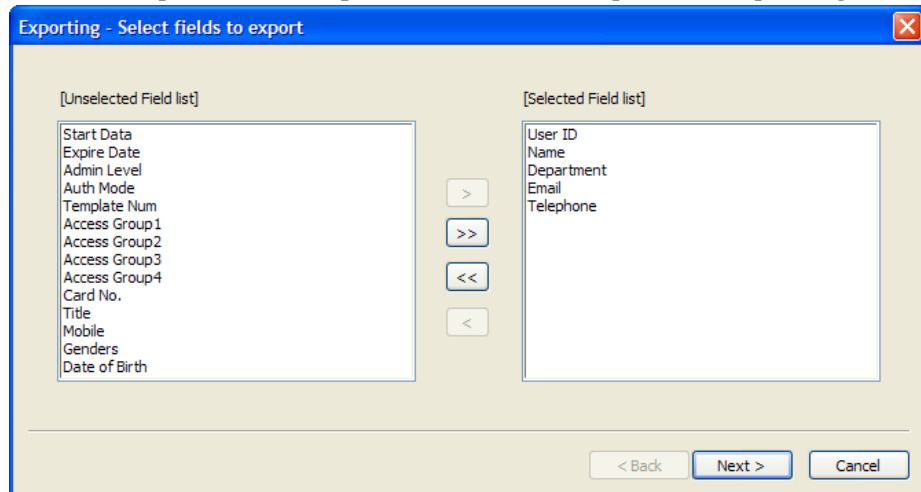 Exporting - Select fields to export
[Unselected Field list]
Start Data
Expire Date
Admin Level
Auth Mode
Template Num
Access Group1
Access Group2
Access Group3
Access Group4
Card No.
Title
Mobile
Genders
Date of Birth
>
>>
<<
<
[Selected Field list]
User ID
Name
Department
Email
Telephone
< Back
Next >
Cancel